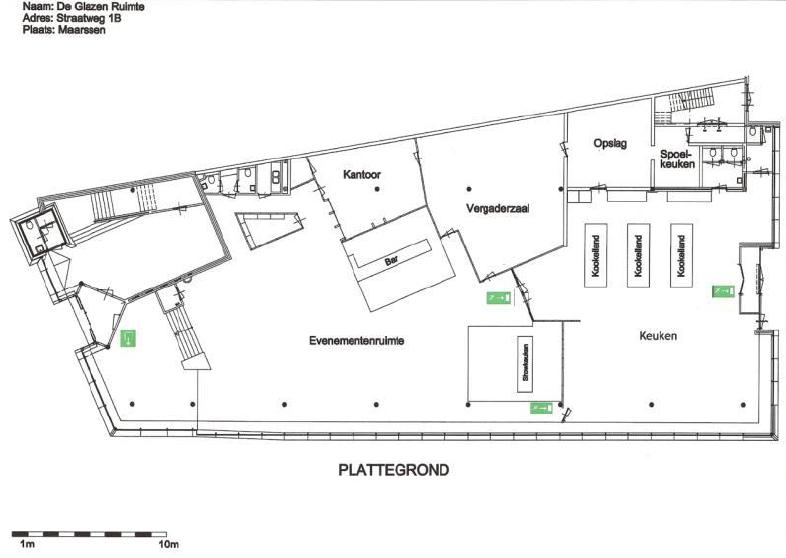 Naam: De Glazen Ruimte
Adres: Straatweg 1B
Plaats: Maarssen
Opslag
Spoel-
keuken
Kantoor
Vergaderzaal
Bar
Kookeiland
Kookeiland
Kookeiland
Evenementenruimte
Keuken
Showkeuken
PLATTEGROND
1m
10m